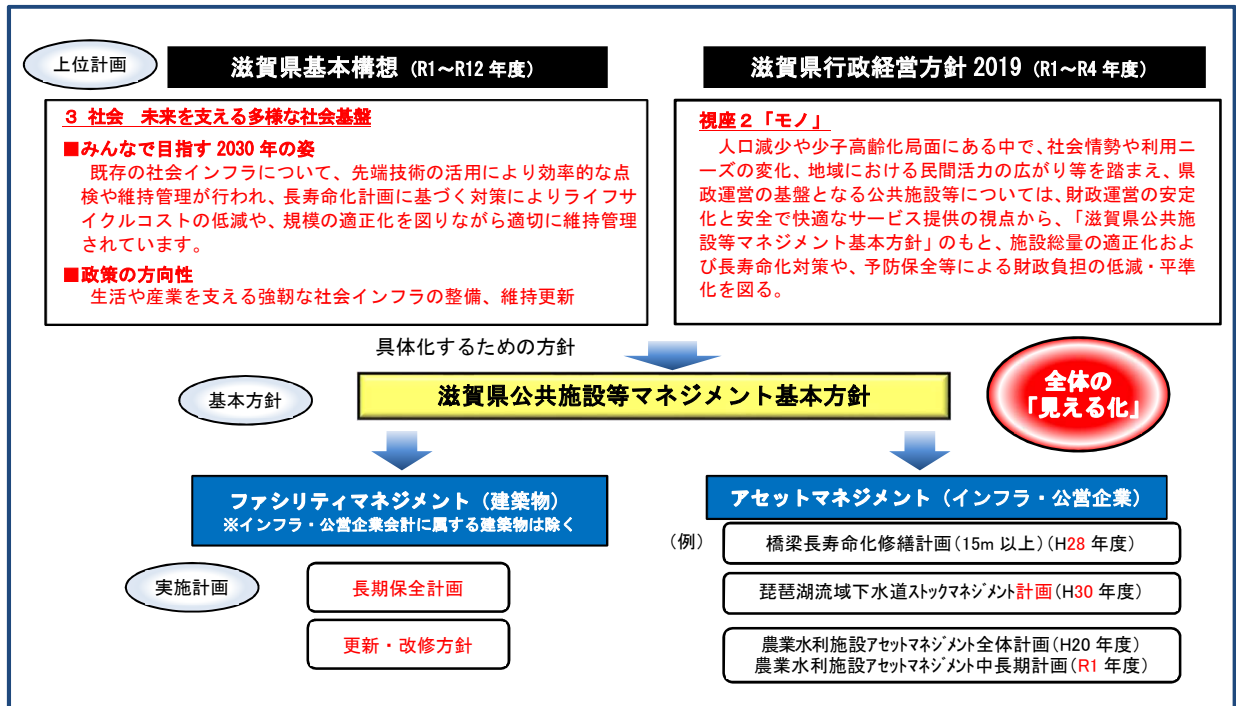 上位計画
滋賀県基本構想（R1～R12 年度）
滋賀県行政経営方針 2019（R1～R4 年度）
３ 社会　未来を支える多様な社会基盤
■みんなで目指す 2030 年の姿
既存の社会インフラについて、先端技術の活用により効率的な点
検や維持管理が行われ、長寿命化計画に基づく対策によりライフサ
イクルコストの低減や、規模の適正化を図りながら適切に維持管理
されています。
■政策の方向性
生活や産業を支える強靭な社会インフラの整備、維持更新
視座２「モノ」
人口減少や少子高齢化局面にある中で、社会情勢や利用ニ
ーズの変化、地域における民間活力の広がり等を踏まえ、県
政運営の基盤となる公共施設等については、財政運営の安定
化と安全で快適なサービス提供の視点から、「滋賀県公共施
設等マネジメント基本方針」のもと、施設総量の適正化およ
び長寿命化対策や、予防保全等による財政負担の低減・平準
化を図る。
具体化するための方針
基本方針
滋賀県公共施設等マネジメント基本方針
全体の
「見える化」
ファシリティマネジメント（建築物）
※インフラ・公営企業会計に属する建築物は除く
アセットマネジメント（インフラ・公営企業）
実施計画
長期保全計画
更新・改修方針
（例）
橋梁長寿命化修繕計画(15m 以上)(H28 年度)
琵琶湖流域下水道ｽﾄｯｸﾏﾈｼﾞﾒﾝﾄ計画(H30 年度)
農業水利施設ｱｾｯﾄﾏﾈｼﾞﾒﾝﾄ全体計画(H20 年度)
農業水利施設ｱｾｯﾄﾏﾈｼﾞﾒﾝﾄ中長期計画(R1 年度)